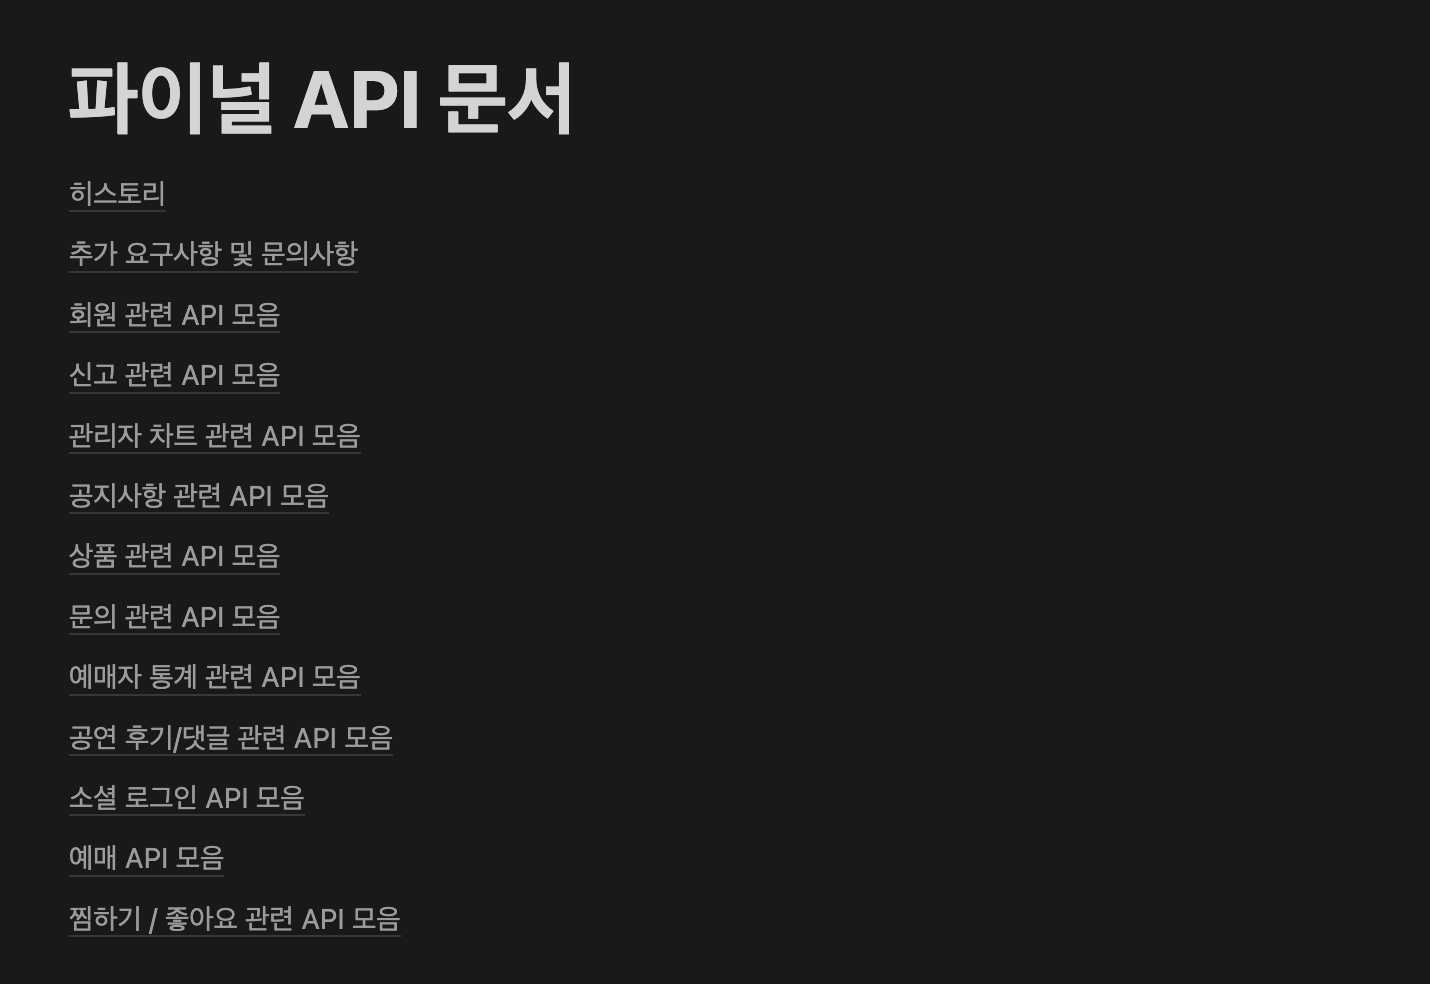 파이널 API 문서
히스토리
추가 요구사항 및 문의사항
회원 관련 API 모음
신고 관련 API 모음
관리자 차트 관련 API 모음
공지사항 관련 API 모음
상품 관련 API 모음
문의 관련 API 모음
예매자 통계 관련 API 모음
공연 후기/댓글 관련 API 모음
소셜 로그인 API 모음
예매 API 모음
찜하기 / 좋아요 관련 API 모음